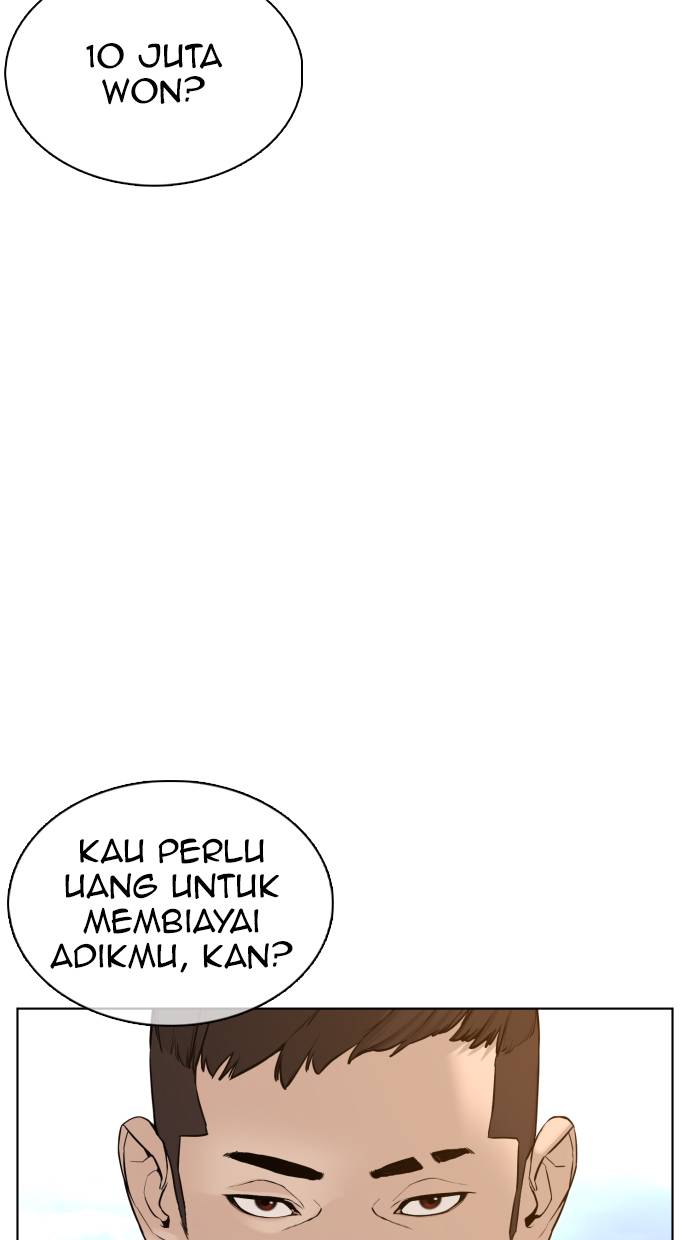 10 JUTA
WON?
KAU PERLU
UANG UNTUK
MEMBIAYAI
ADIKMU, KAN?